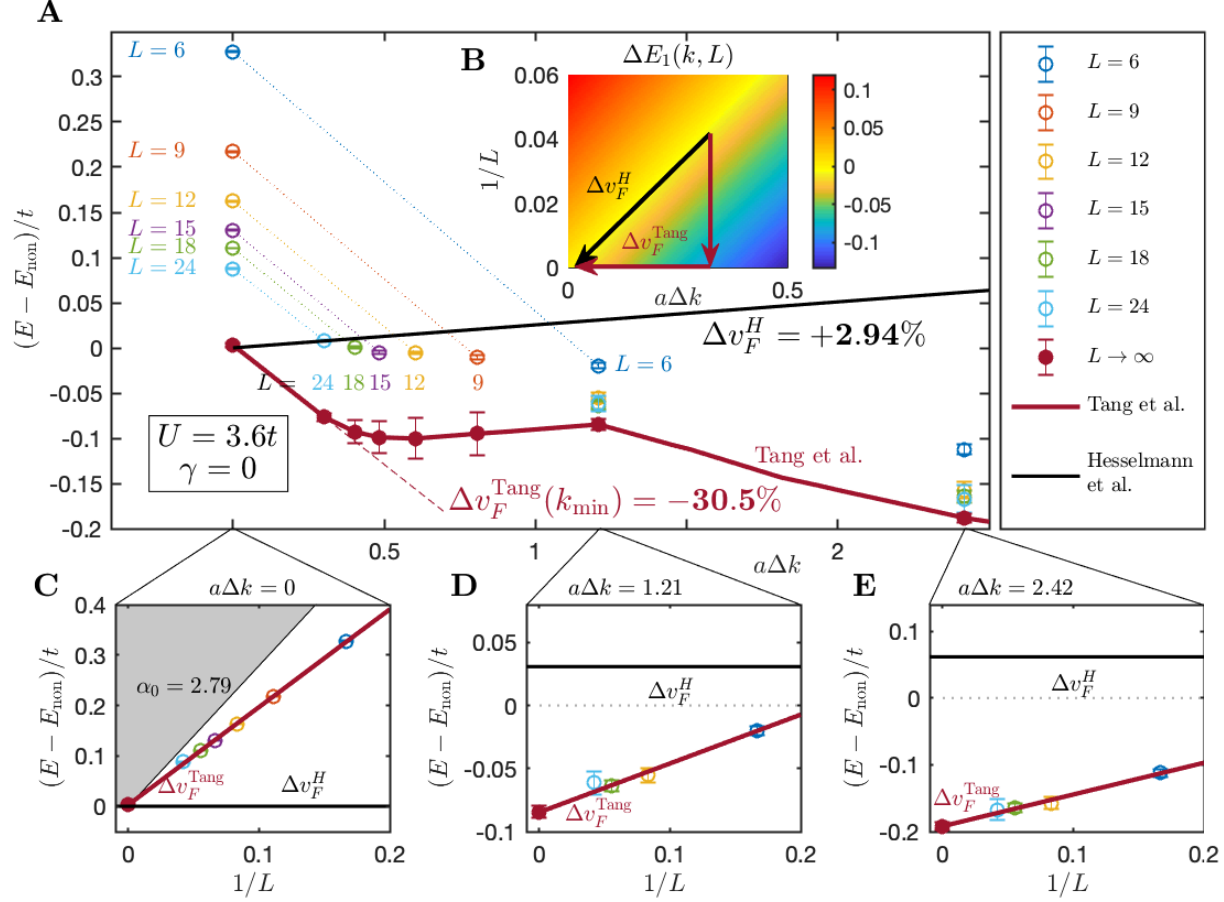 A
(E − E_non)/t
0.3
0.25
0.2
0.15
0.1
0.05
0
-0.05
-0.1
-0.15
-0.2
L = 6
L = 9
L = 12
L = 15
L = 18
L = 24
L = 24 18 15 12 9
L = 6
U = 3.6t
γ = 0
Δv_F^H = +2.94%
Tang et al.
Δv_F^Tang(k_min) = −30.5%
0.5 1 2
aΔk
B
ΔE₁(k, L)
1/L
0.06
0.04
0.02
0
Δv_F^H
Δv_F^Tang
0 0.5
aΔk
0.1
0.05
0
-0.05
-0.1
L = 6
L = 9
L = 12
L = 15
L = 18
L = 24
L → ∞
Tang et al.
Hesselmann
et al.
C
aΔk = 0
(E − E_non)/t
0.4
0.3
0.2
0.1
0
α₀ = 2.79
Δv_F^Tang
Δv_F^H
0 0.1 0.2
1/L
D
aΔk = 1.21
(E − E_non)/t
0.05
0
-0.05
-0.1
Δv_F^H
Δv_F^Tang
0 0.1 0.2
1/L
E
aΔk = 2.42
(E − E_non)/t
0.1
0
-0.1
-0.2
Δv_F^H
Δv_F^Tang
0 0.1 0.2
1/L